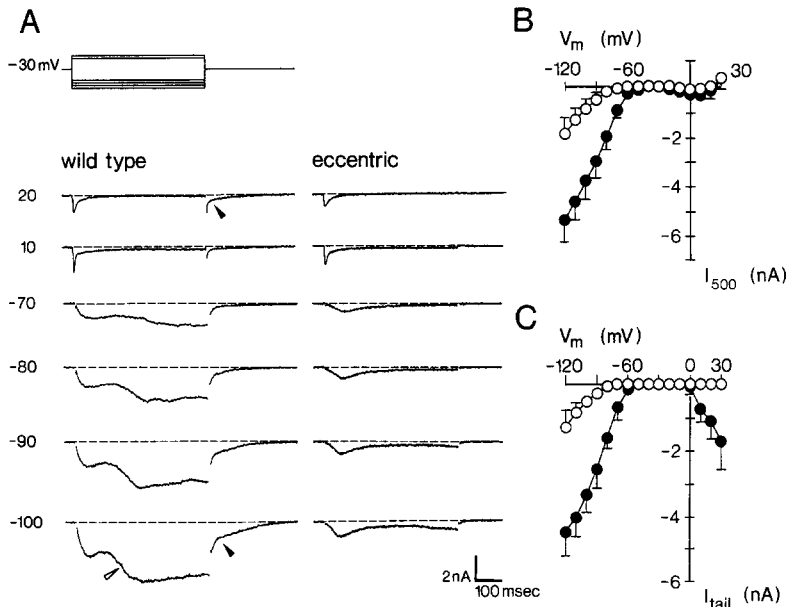 A
-30 mV
wild type
eccentric
20
10
-70
-80
-90
-100
2nA
100 msec
B
Vm (mV)
-120
-60
30
-2
-4
-6
I500 (nA)
C
Vm (mV)
-120
-60
0
30
-2
-4
-6
Itail (nA)